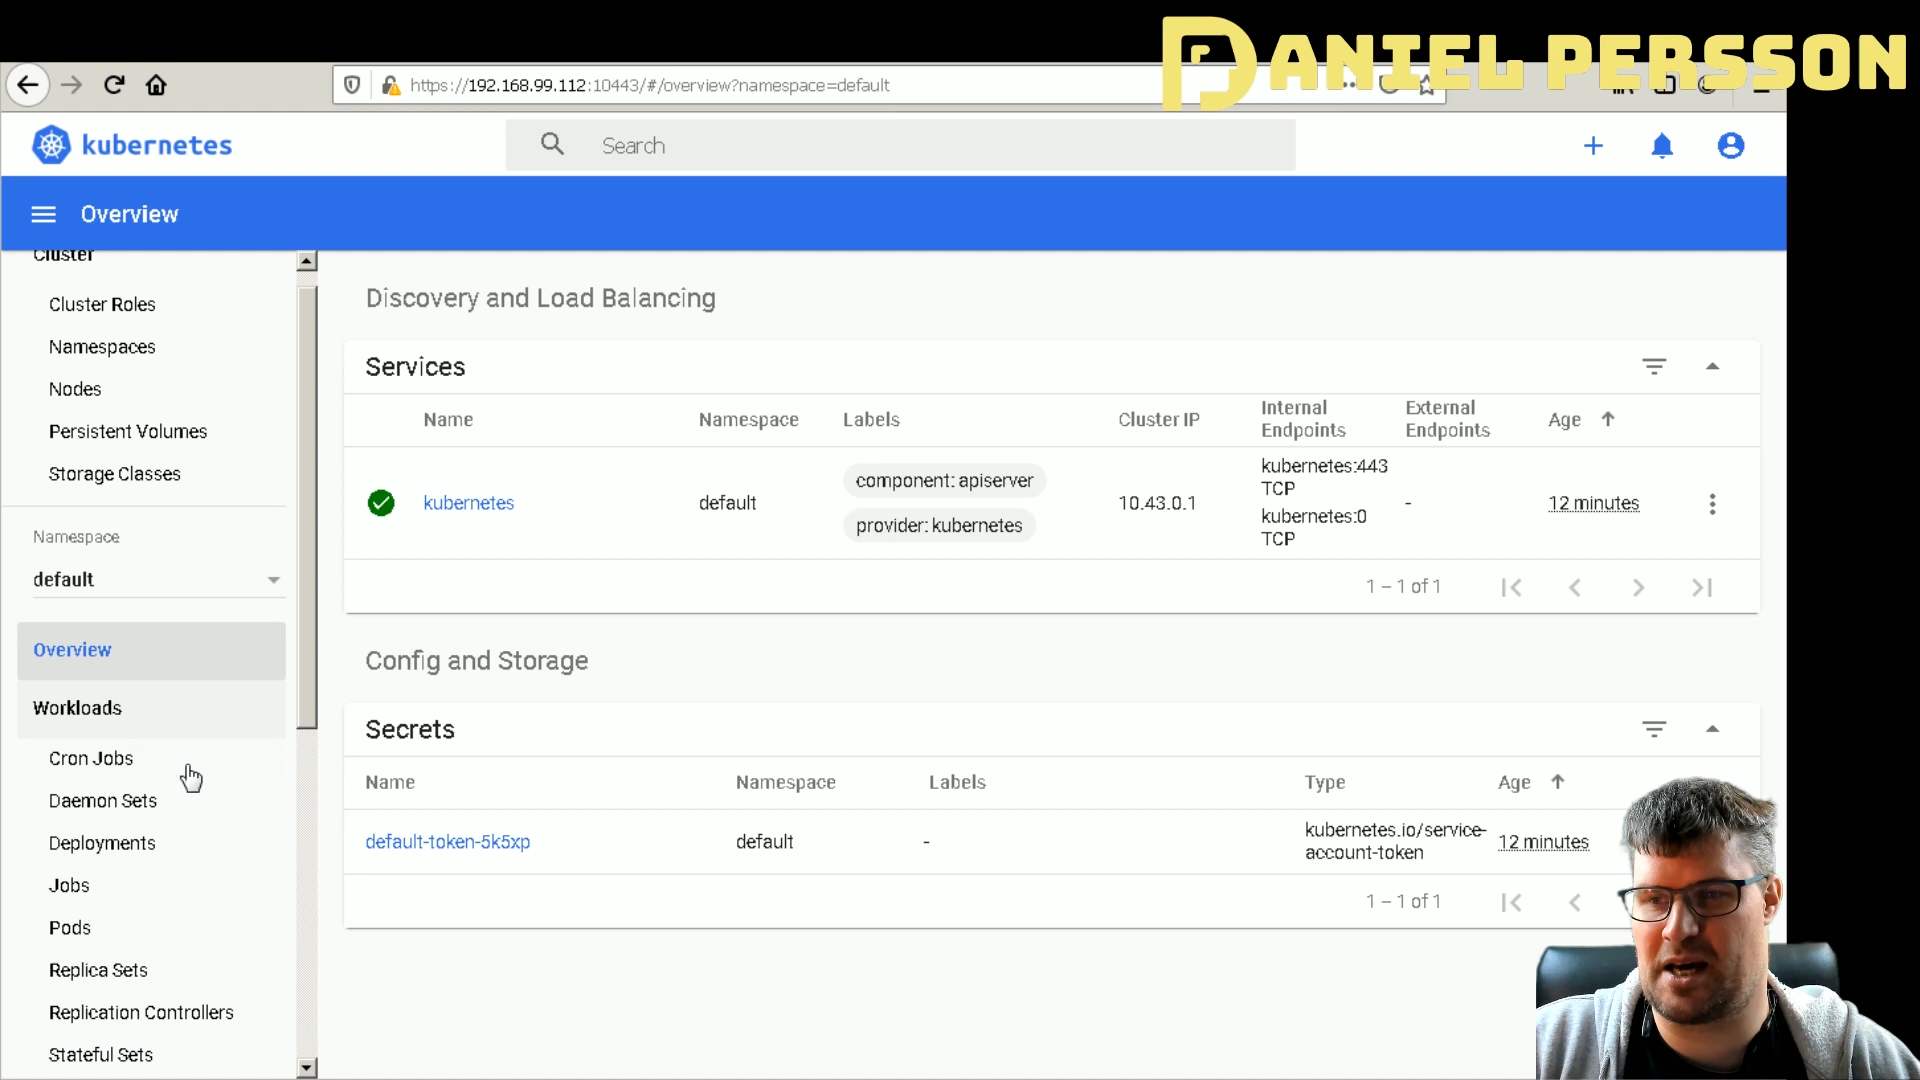 DANIEL PERSSON
https://192.168.99.112:10443/#/overview?namespace=default
kubernetes
Search
Overview
Cluster
Cluster Roles
Namespaces
Nodes
Persistent Volumes
Storage Classes
Namespace
default
Overview
Workloads
Cron Jobs
Daemon Sets
Deployments
Jobs
Pods
Replica Sets
Replication Controllers
Stateful Sets
Discovery and Load Balancing
Services
Name Namespace Labels Cluster IP Internal Endpoints External Endpoints Age
kubernetes default component: apiserver provider: kubernetes 10.43.0.1 kubernetes:443 TCP kubernetes:0 TCP - 12 minutes
1 – 1 of 1
Config and Storage
Secrets
Name Namespace Labels Type Age
default-token-5k5xp default - kubernetes.io/service-account-token 12 minutes
1 – 1 of 1